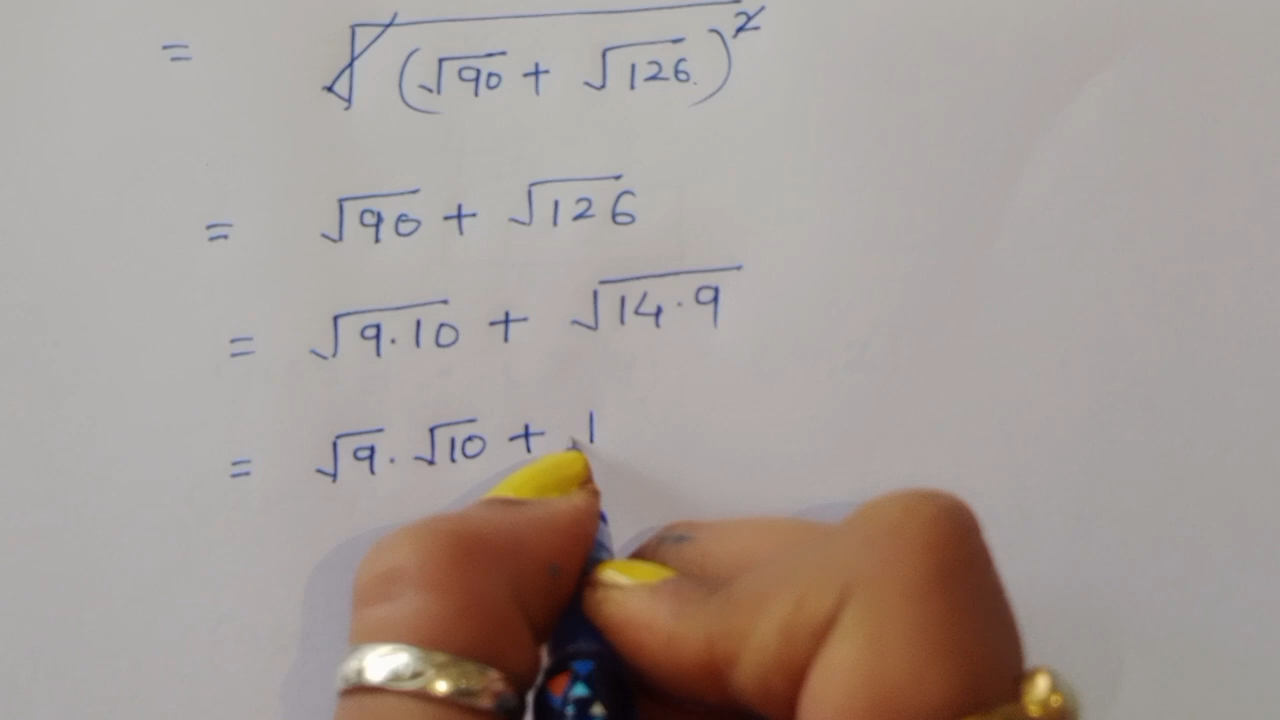 = √(√90 + √126)²
= √90 + √126
= √9·10 + √14·9
= √9 · √10 +